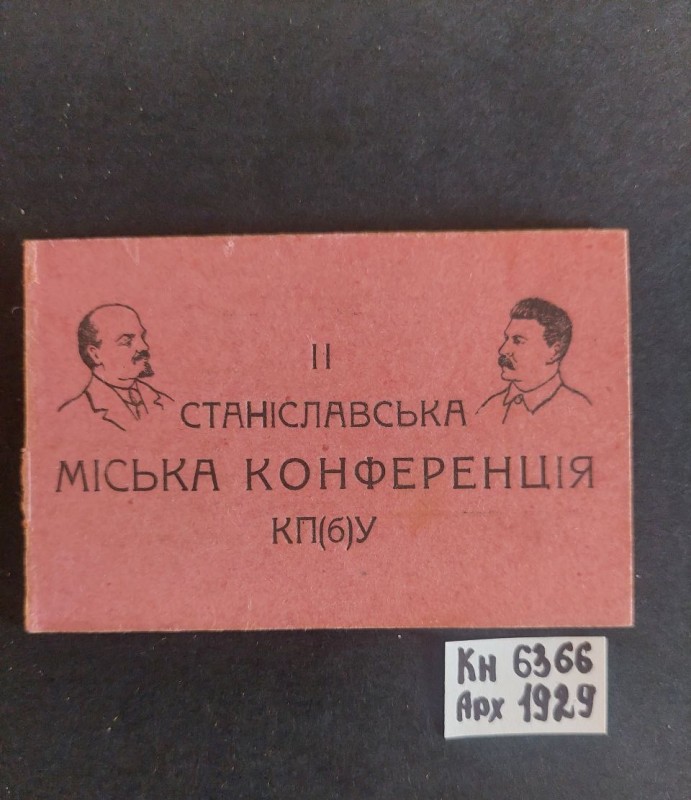 II
СТАНІСЛАВСЬКА
МІСЬКА КОНФЕРЕНЦІЯ
КП(б)У
Кн 6366
Арх 1929